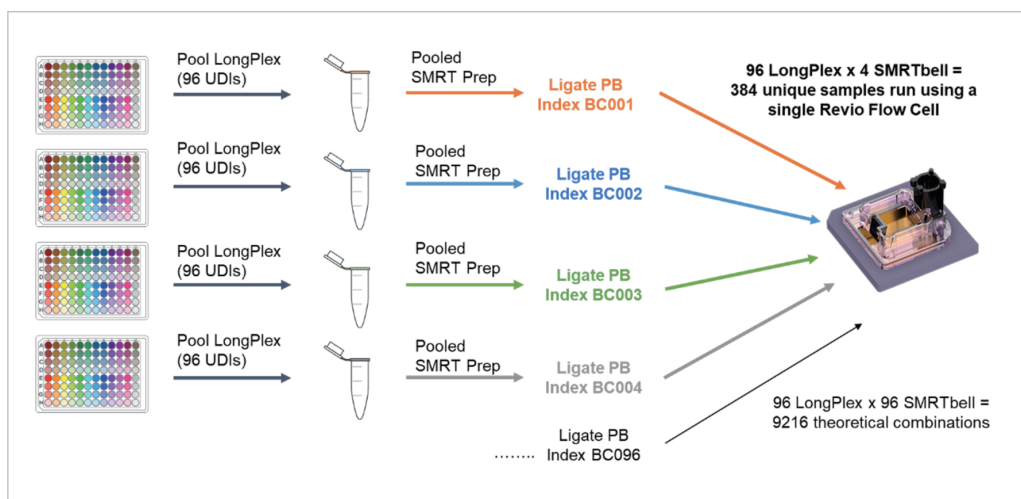 Pool LongPlex
(96 UDIs)
Pooled
SMRT Prep
Ligate PB
Index BC001
96 LongPlex x 4 SMRTbell =
384 unique samples run using a
single Revio Flow Cell
Pool LongPlex
(96 UDIs)
Pooled
SMRT Prep
Ligate PB
Index BC002
Pool LongPlex
(96 UDIs)
Pooled
SMRT Prep
Ligate PB
Index BC003
Pool LongPlex
(96 UDIs)
Pooled
SMRT Prep
Ligate PB
Index BC004
96 LongPlex x 96 SMRTbell =
9216 theoretical combinations
Ligate PB
........ Index BC096